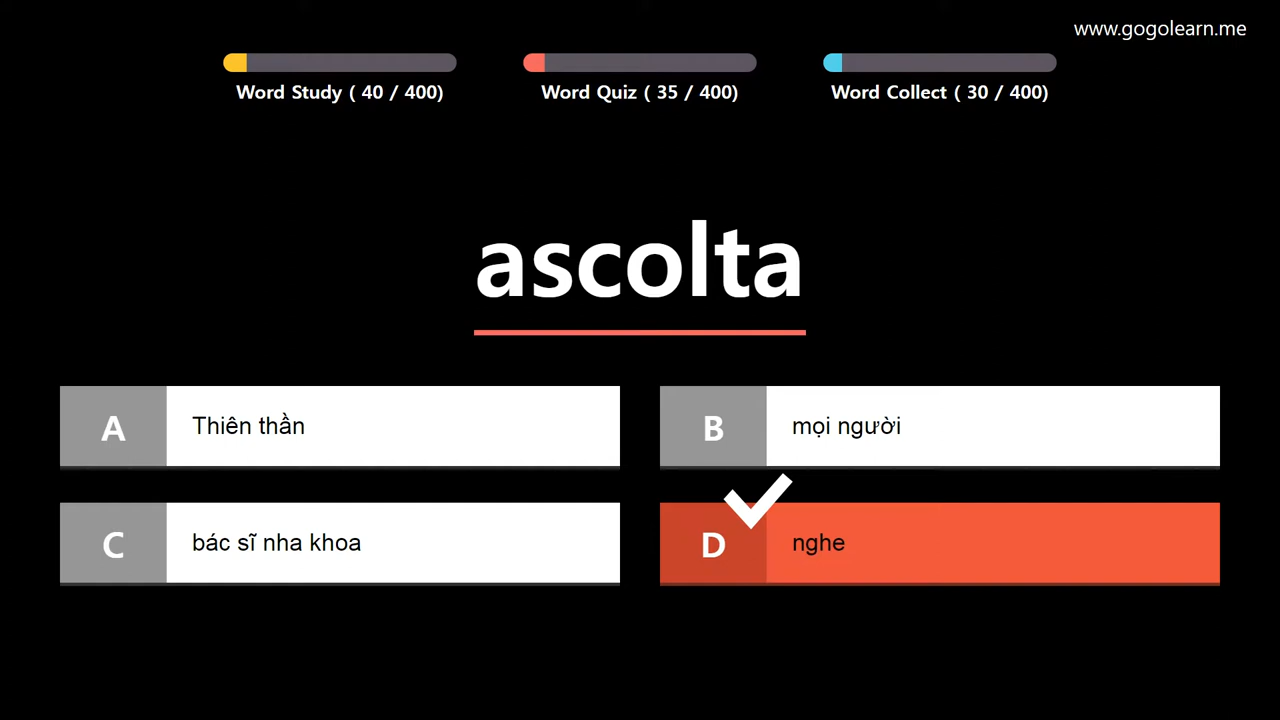 www.gogolearn.me
Word Study ( 40 / 400)
Word Quiz ( 35 / 400)
Word Collect ( 30 / 400)
ascolta
A Thiên thần
B mọi người
C bác sĩ nha khoa
D nghe